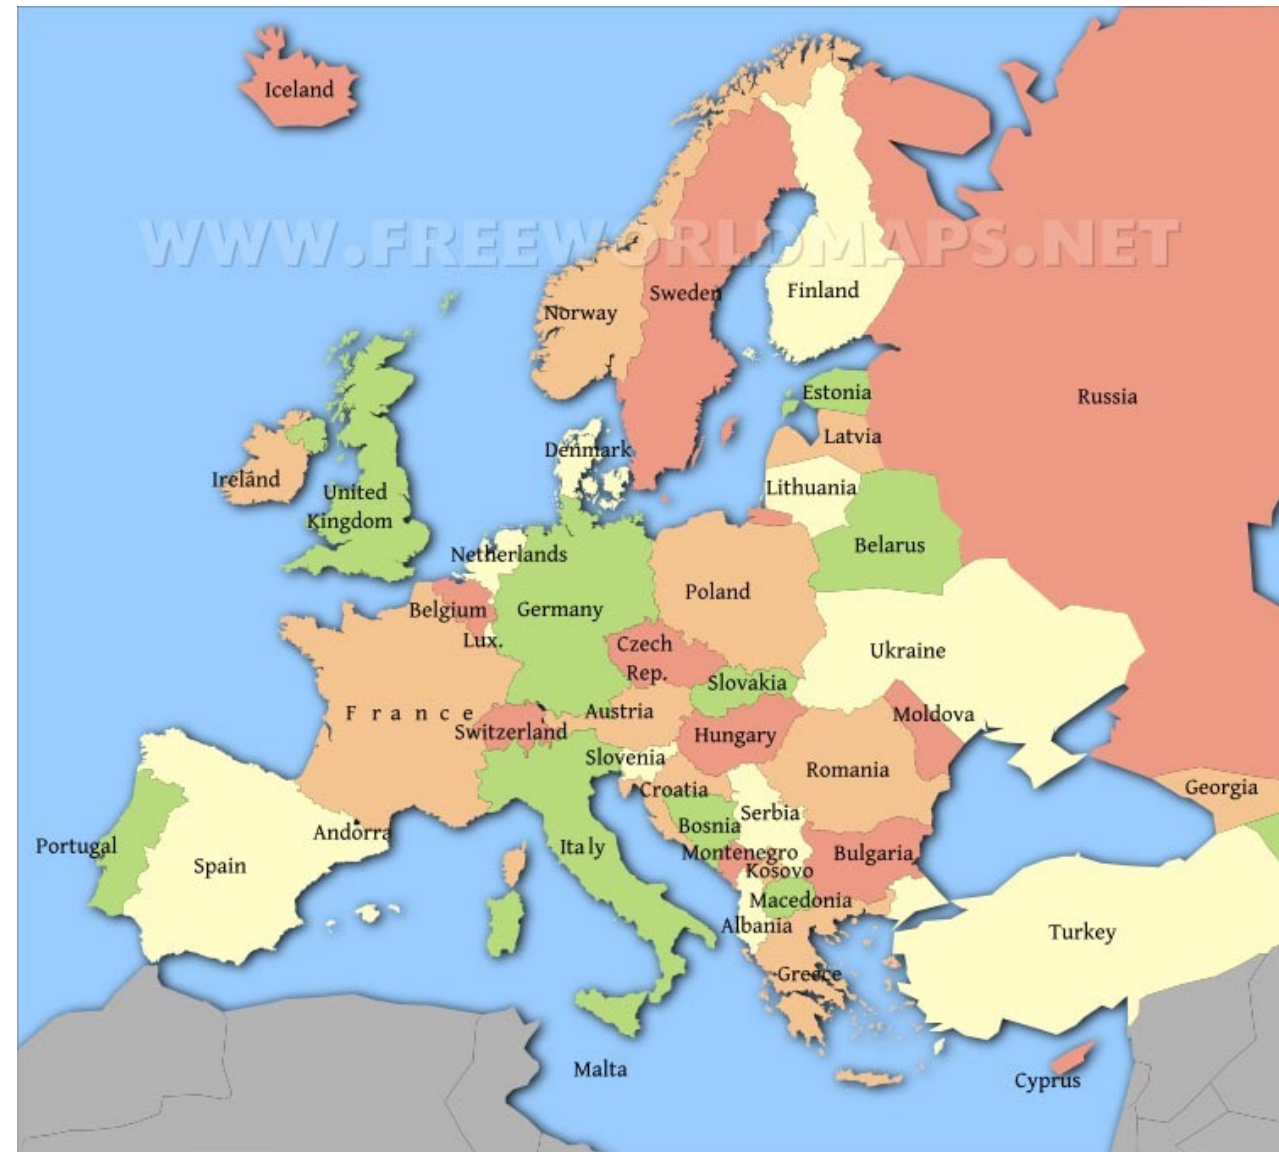 Iceland
WWW.FREEWORLDMAPS.NET
Sweden
Finland
Norway
Estonia
Russia
Latvia
Denmark
Ireland
Lithuania
United
Kingdom
Belarus
Netherlands
Poland
Belgium
Germany
Lux.
Czech
Rep.
Ukraine
Slovakia
France
Austria
Moldova
Switzerland
Hungary
Slovenia
Romania
Croatia
Georgia
Serbia
Bosnia
Andorra
Portugal
Italy
Montenegro
Bulgaria
Spain
Kosovo
Macedonia
Albania
Turkey
Greece
Malta
Cyprus